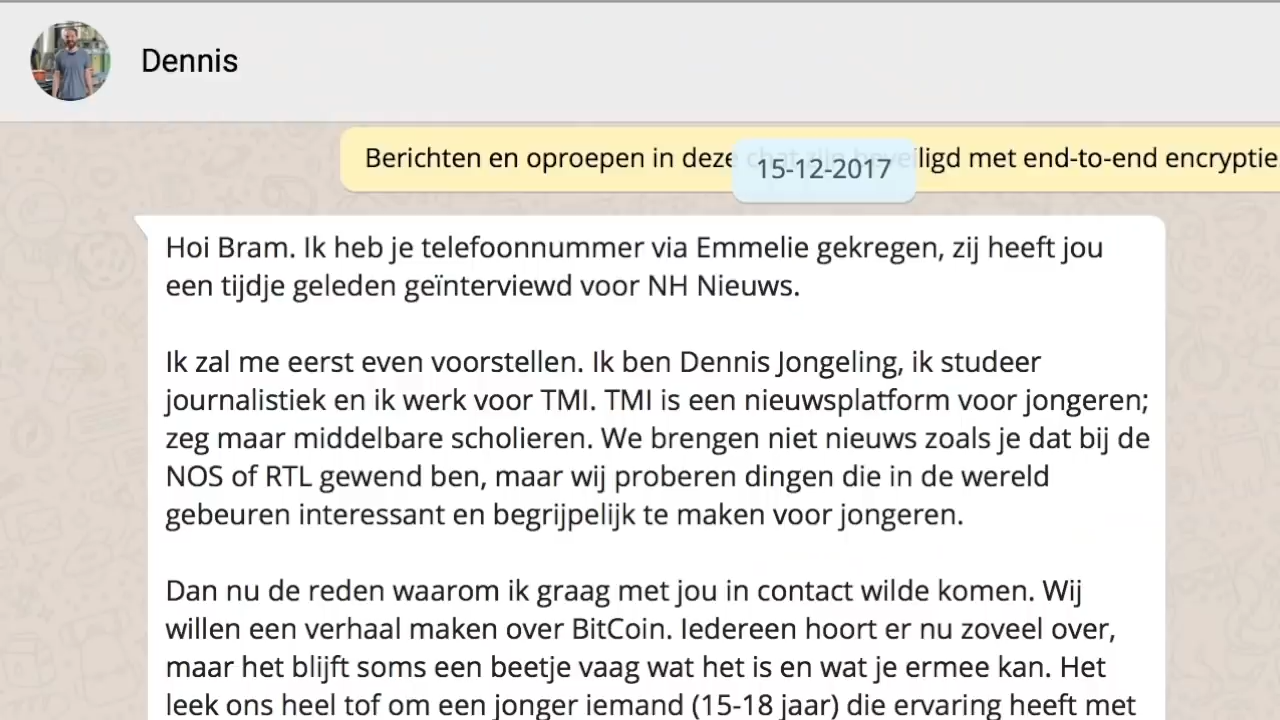 Dennis
Berichten en oproepen in deze chat zijn beveiligd met end-to-end encryptie.
15-12-2017
Hoi Bram. Ik heb je telefoonnummer via Emmelie gekregen, zij heeft jou
een tijdje geleden geïnterviewd voor NH Nieuws.
Ik zal me eerst even voorstellen. Ik ben Dennis Jongeling, ik studeer
journalistiek en ik werk voor TMI. TMI is een nieuwsplatform voor jongeren;
zeg maar middelbare scholieren. We brengen niet nieuws zoals je dat bij de
NOS of RTL gewend ben, maar wij proberen dingen die in de wereld
gebeuren interessant en begrijpelijk te maken voor jongeren.
Dan nu de reden waarom ik graag met jou in contact wilde komen. Wij
willen een verhaal maken over BitCoin. Iedereen hoort er nu zoveel over,
maar het blijft soms een beetje vaag wat het is en wat je ermee kan. Het
leek ons heel tof om een jonger iemand (15-18 jaar) die ervaring heeft met